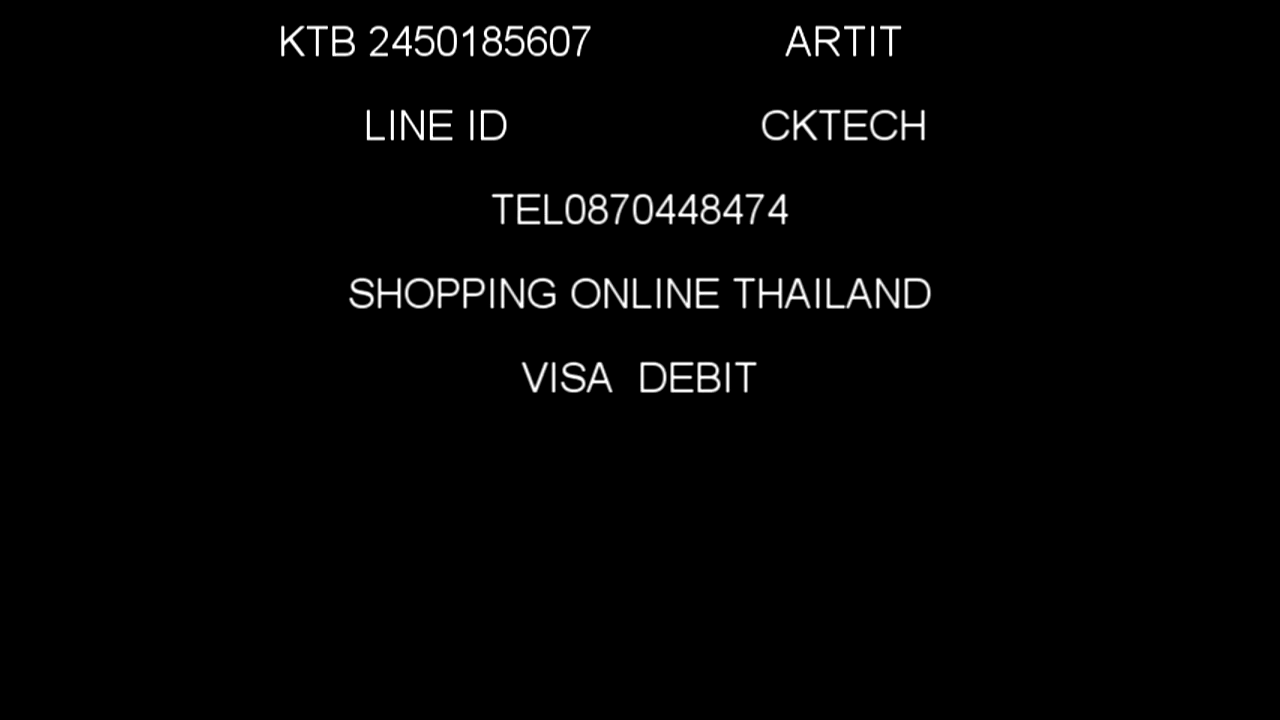 KTB 2450185607 ARTIT
LINE ID CKTECH
TEL0870448474
SHOPPING ONLINE THAILAND
VISA DEBIT